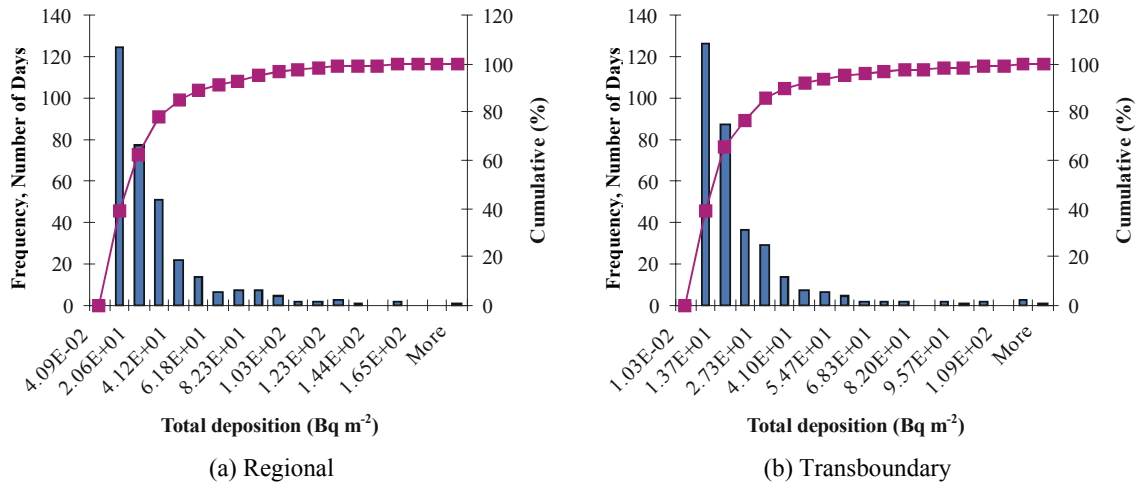 140
120
100
80
60
40
20
0
Frequency, Number of Days
120
100
80
60
40
20
0
Cumulative (%)
4.09E-02
2.06E+01
4.12E+01
6.18E+01
8.23E+01
1.03E+02
1.23E+02
1.44E+02
1.65E+02
More
Total deposition (Bq m⁻²)
(a) Regional
140
120
100
80
60
40
20
0
Frequency, Number of Days
120
100
80
60
40
20
0
Cumulative (%)
1.03E-02
1.37E+01
2.73E+01
4.10E+01
5.47E+01
6.83E+01
8.20E+01
9.57E+01
1.09E+02
More
Total deposition (Bq m⁻²)
(b) Transboundary